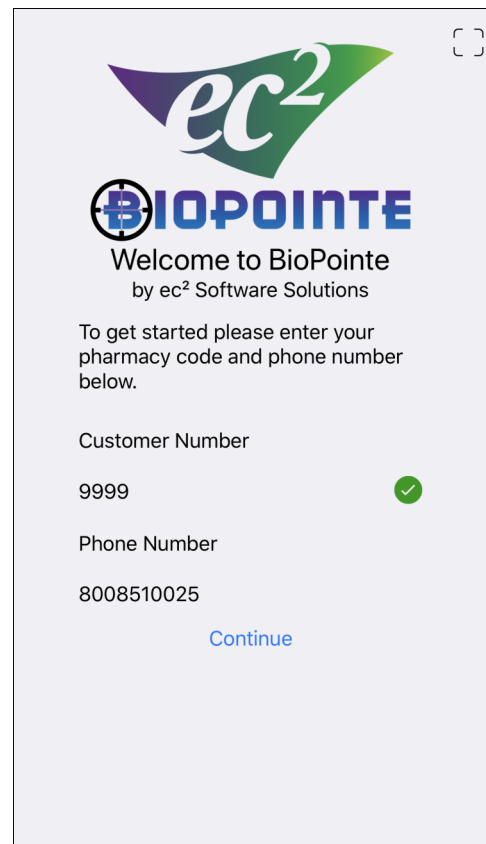 ec²
BIOPOINTE
Welcome to BioPointe
by ec² Software Solutions
To get started please enter your
pharmacy code and phone number
below.
Customer Number
9999
Phone Number
8008510025
Continue